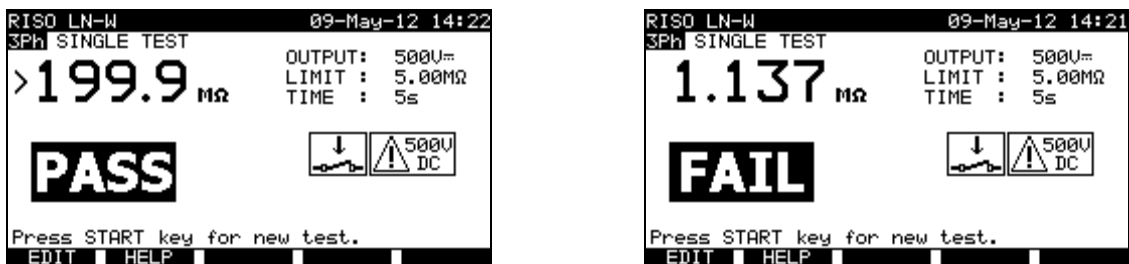 RISO LN-W 09-May-12 14:22
3Ph SINGLE TEST
>199.9 MΩ
OUTPUT: 500V⎓
LIMIT : 5.00MΩ
TIME : 5s
PASS
500V
DC
Press START key for new test.
EDIT HELP
RISO LN-W 09-May-12 14:21
3Ph SINGLE TEST
1.137 MΩ
OUTPUT: 500V⎓
LIMIT : 5.00MΩ
TIME : 5s
FAIL
500V
DC
Press START key for new test.
EDIT HELP